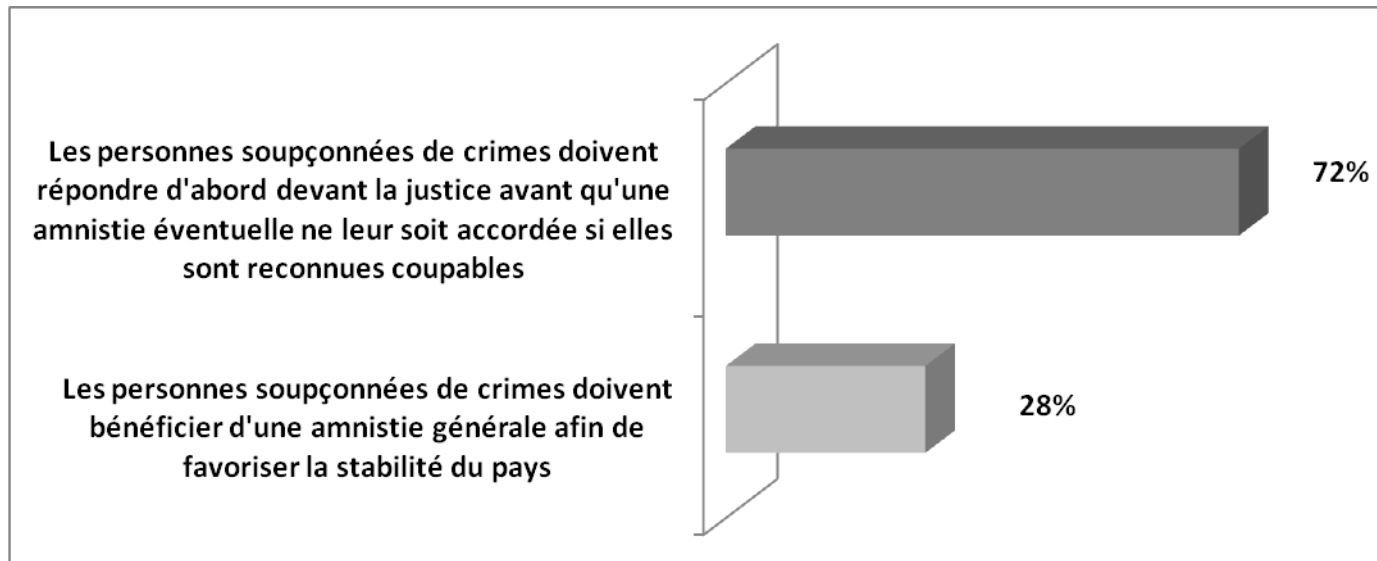 Les personnes soupçonnées de crimes doivent
répondre d'abord devant la justice avant qu'une
amnistie éventuelle ne leur soit accordée si elles
sont reconnues coupables
72%
Les personnes soupçonnées de crimes doivent
bénéficier d'une amnistie générale afin de
favoriser la stabilité du pays
28%